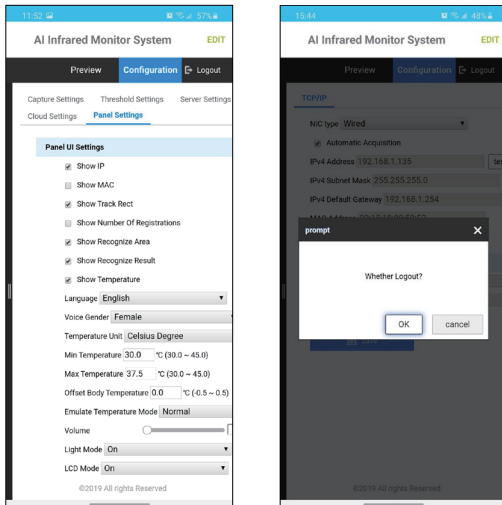 11:52
57%
AI Infrared Monitor System
EDIT
Preview
Configuration
Logout
Capture Settings
Threshold Settings
Server Settings
Cloud Settings
Panel Settings
Panel UI Settings
Show IP
Show MAC
Show Track Rect
Show Number Of Registrations
Show Recognize Area
Show Recognize Result
Show Temperature
Language English
Voice Gender Female
Temperature Unit Celsius Degree
Min Temperature 30.0 °C (30.0 ~ 45.0)
Max Temperature 37.5 °C (30.0 ~ 45.0)
Offset Body Temperature 0.0 °C (-0.5 ~ 0.5)
Emulate Temperature Mode Normal
Volume
Light Mode On
LCD Mode On
©2019 All rights Reserved
15:44
48%
AI Infrared Monitor System
EDIT
Preview
Configuration
Logout
TCP/IP
NIC type Wired
Automatic Acquisition
IPv4 Address 192.168.1.135
IPv4 Subnet Mask 255.255.255.0
IPv4 Default Gateway 192.168.1.254
prompt
Whether Logout?
OK
cancel
©2019 All rights Reserved